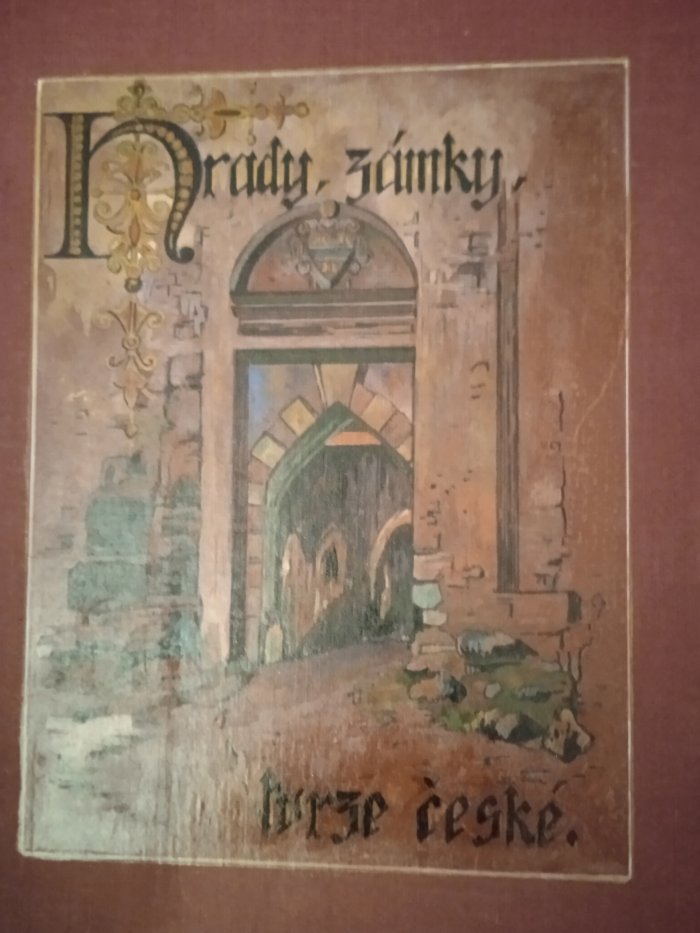 Hrady, zámky,
tvrze české.